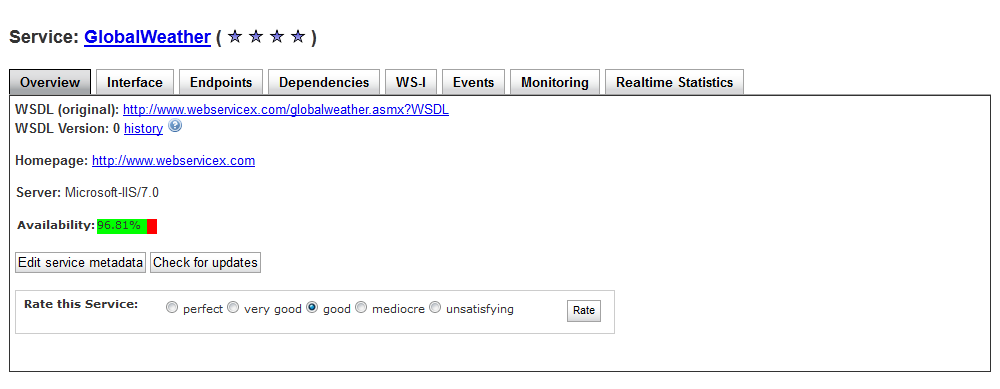 Service: GlobalWeather ( ★ ★ ★ ★ )
Overview Interface Endpoints Dependencies WS-I Events Monitoring Realtime Statistics
WSDL (original): http://www.webservicex.com/globalweather.asmx?WSDL
WSDL Version: 0 history ?
Homepage: http://www.webservicex.com
Server: Microsoft-IIS/7.0
Availability: 96.81%
Edit service metadata Check for updates
Rate this Service: perfect very good good mediocre unsatisfying Rate